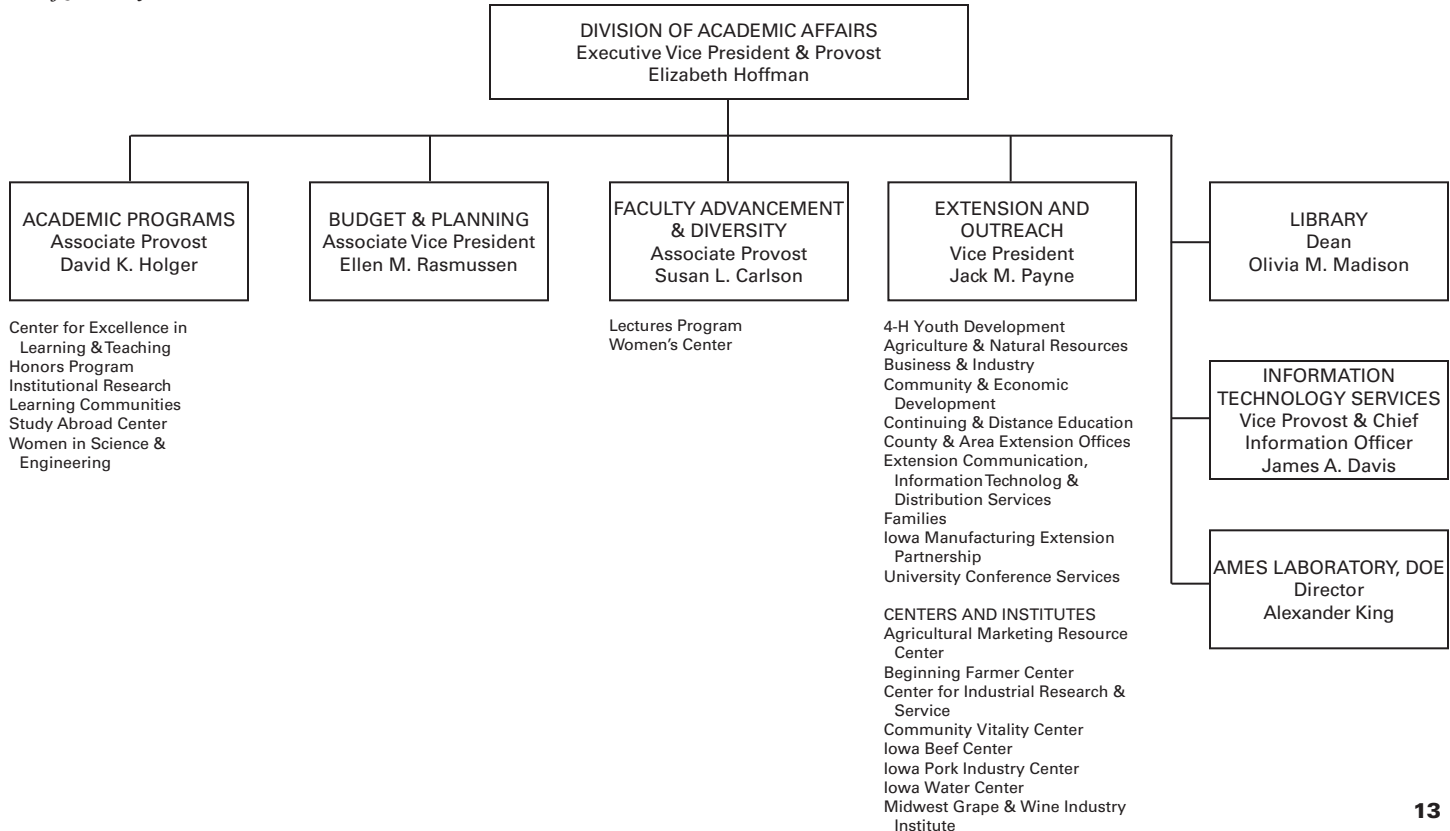 DIVISION OF ACADEMIC AFFAIRS
Executive Vice President & Provost
Elizabeth Hoffman
ACADEMIC PROGRAMS
Associate Provost
David K. Holger
Center for Excellence in
Learning & Teaching
Honors Program
Institutional Research
Learning Communities
Study Abroad Center
Women in Science &
Engineering
BUDGET & PLANNING
Associate Vice President
Ellen M. Rasmussen
FACULTY ADVANCEMENT
& DIVERSITY
Associate Provost
Susan L. Carlson
Lectures Program
Women's Center
EXTENSION AND
OUTREACH
Vice President
Jack M. Payne
4-H Youth Development
Agriculture & Natural Resources
Business & Industry
Community & Economic
Development
Continuing & Distance Education
County & Area Extension Offices
Extension Communication,
Information Technolog &
Distribution Services
Families
Iowa Manufacturing Extension
Partnership
University Conference Services
CENTERS AND INSTITUTES
Agricultural Marketing Resource
Center
Beginning Farmer Center
Center for Industrial Research &
Service
Community Vitality Center
Iowa Beef Center
Iowa Pork Industry Center
Iowa Water Center
Midwest Grape & Wine Industry
Institute
LIBRARY
Dean
Olivia M. Madison
INFORMATION
TECHNOLOGY SERVICES
Vice Provost & Chief
Information Officer
James A. Davis
AMES LABORATORY, DOE
Director
Alexander King
13